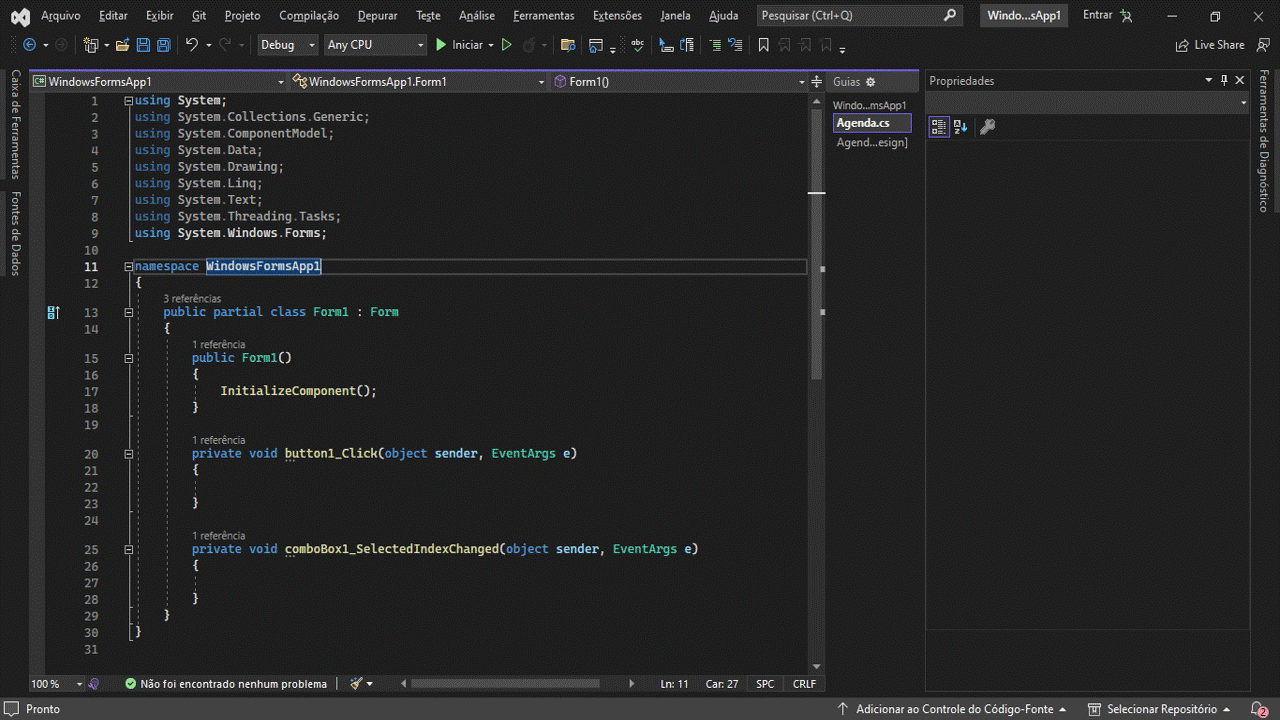 Arquivo Editar Exibir Git Projeto Compilação Depurar Teste Análise Ferramentas Extensões Janela Ajuda Pesquisar (Ctrl+Q) Windo...sApp1 Entrar
Debug Any CPU Iniciar Live Share
Caixa de Ferramentas
Fontes de Dados
WindowsFormsApp1 WindowsFormsApp1.Form1 Form1()
1 using System;
2 using System.Collections.Generic;
3 using System.ComponentModel;
4 using System.Data;
5 using System.Drawing;
6 using System.Linq;
7 using System.Text;
8 using System.Threading.Tasks;
9 using System.Windows.Forms;
10
11 namespace WindowsFormsApp1
12 {
3 referências
13 public partial class Form1 : Form
14 {
1 referência
15 public Form1()
16 {
17 InitializeComponent();
18 }
19
1 referência
20 private void button1_Click(object sender, EventArgs e)
21 {
22
23 }
24
1 referência
25 private void comboBox1_SelectedIndexChanged(object sender, EventArgs e)
26 {
27
28 }
29 }
30 }
31
Guias
Windo...msApp1
Agenda.cs
Agend...esign]
Propriedades
Ferramentas de Diagnóstico
100 % Não foi encontrado nenhum problema Ln: 11 Car: 27 SPC CRLF
Pronto Adicionar ao Controle do Código-Fonte Selecionar Repositório 2